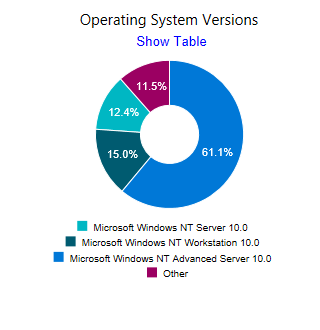 Operating System Versions
Show Table
11.5%
12.4%
15.0%
61.1%
Microsoft Windows NT Server 10.0
Microsoft Windows NT Workstation 10.0
Microsoft Windows NT Advanced Server 10.0
Other